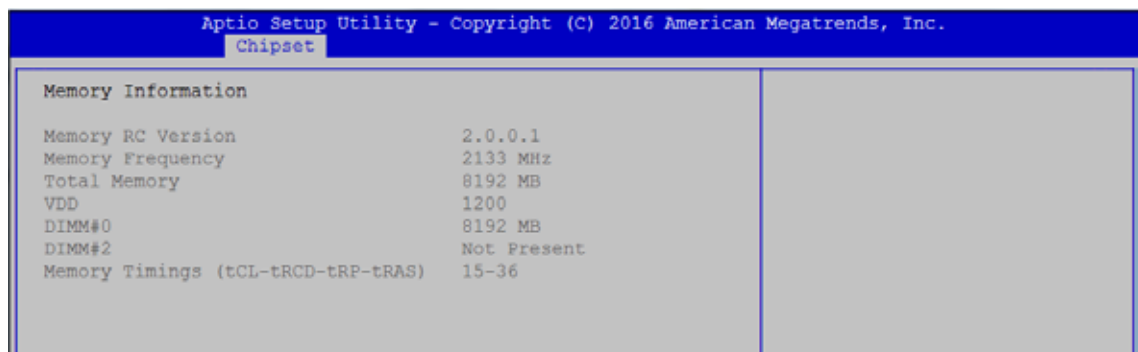 Aptio Setup Utility - Copyright (C) 2016 American Megatrends, Inc.
Chipset
Memory Information
Memory RC Version 2.0.0.1
Memory Frequency 2133 MHz
Total Memory 8192 MB
VDD 1200
DIMM#0 8192 MB
DIMM#2 Not Present
Memory Timings (tCL-tRCD-tRP-tRAS) 15-36